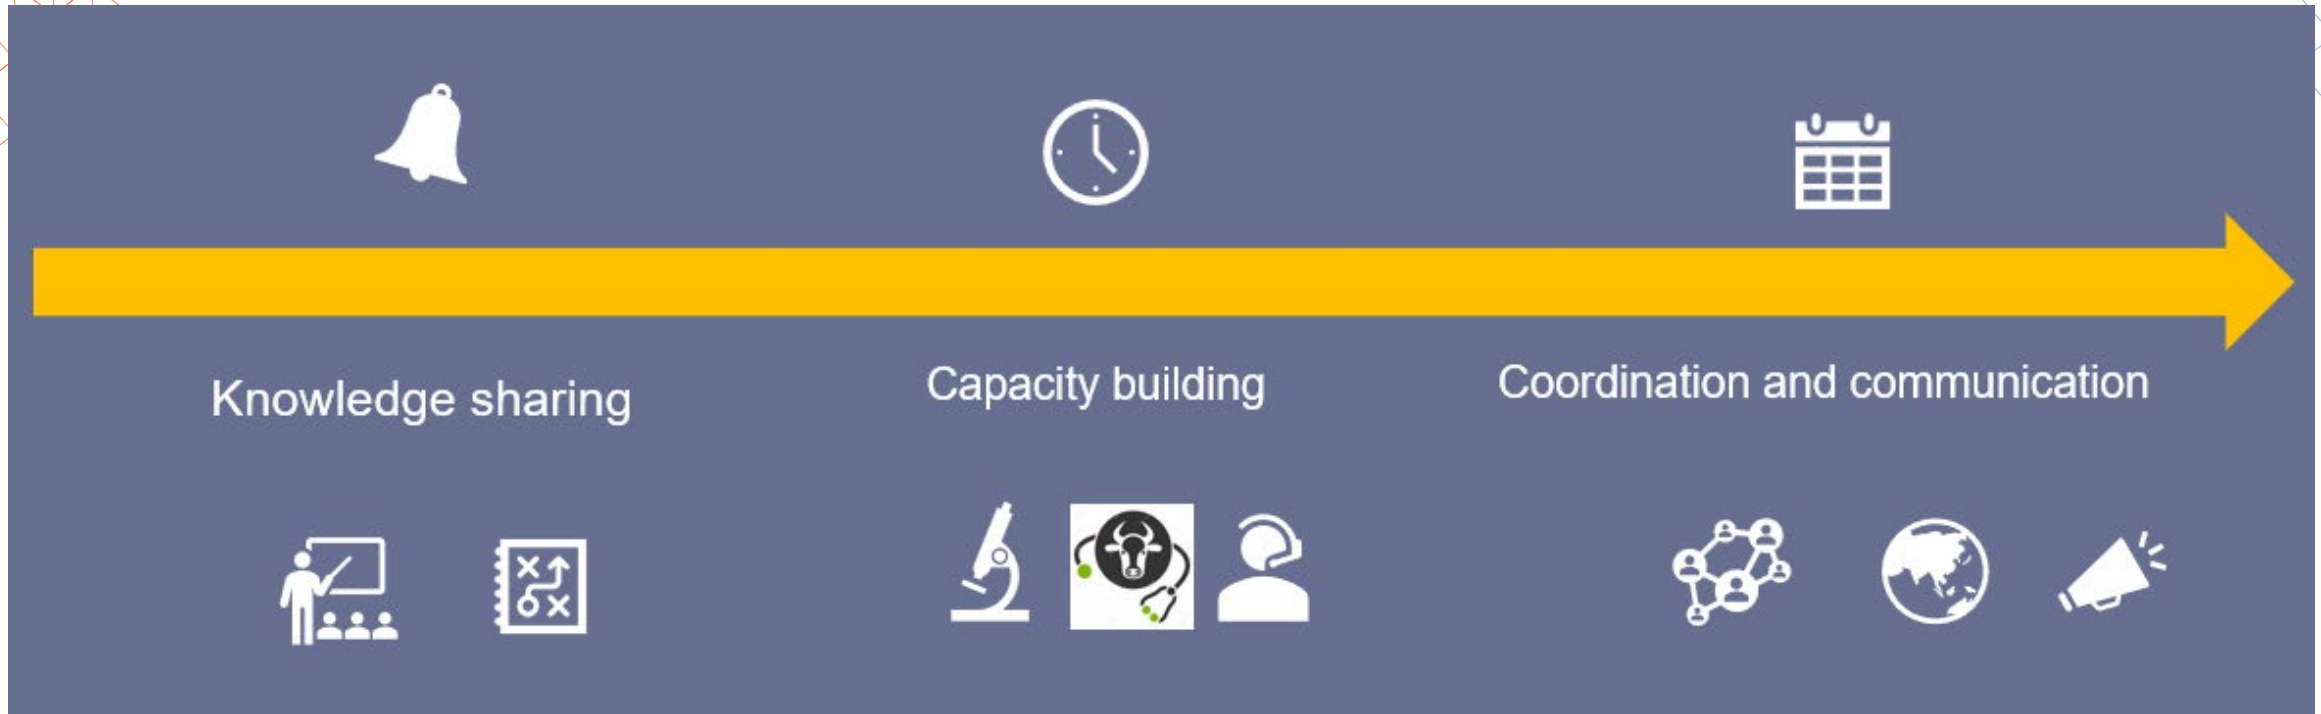 Knowledge sharing
Capacity building
Coordination and communication